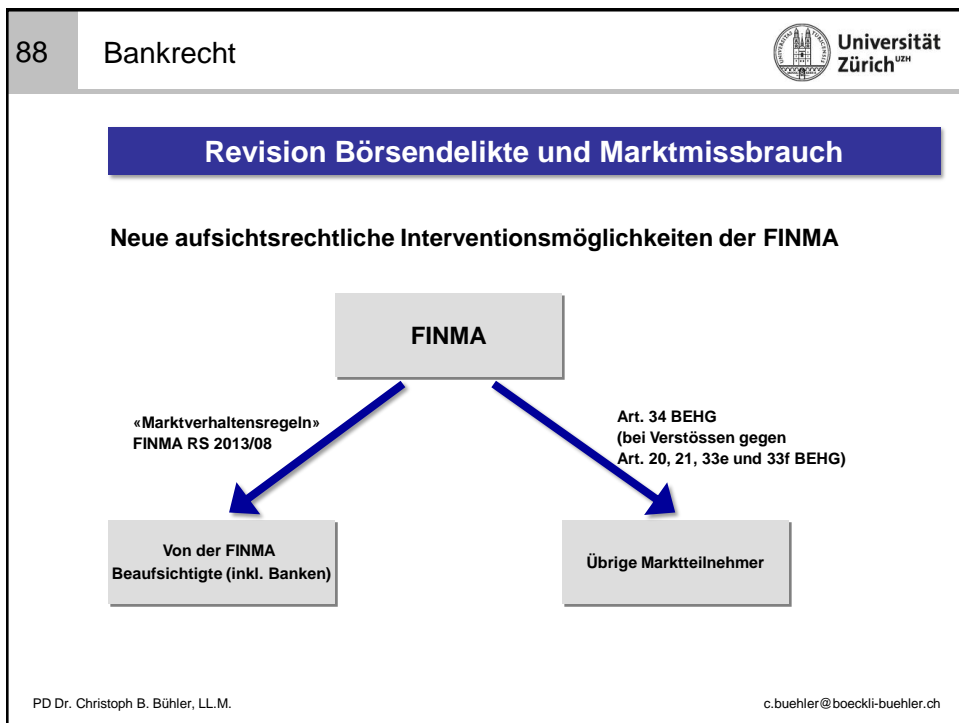 88
Bankrecht
Universität
Zürich UZH
Revision Börsendelikte und Marktmissbrauch
Neue aufsichtsrechtliche Interventionsmöglichkeiten der FINMA
FINMA
«Marktverhaltensregeln»
FINMA RS 2013/08
Art. 34 BEHG
(bei Verstössen gegen
Art. 20, 21, 33e und 33f BEHG)
Von der FINMA
Beaufsichtigte (inkl. Banken)
Übrige Marktteilnehmer
PD Dr. Christoph B. Bühler, LL.M.
c.buehler@boeckli-buehler.ch